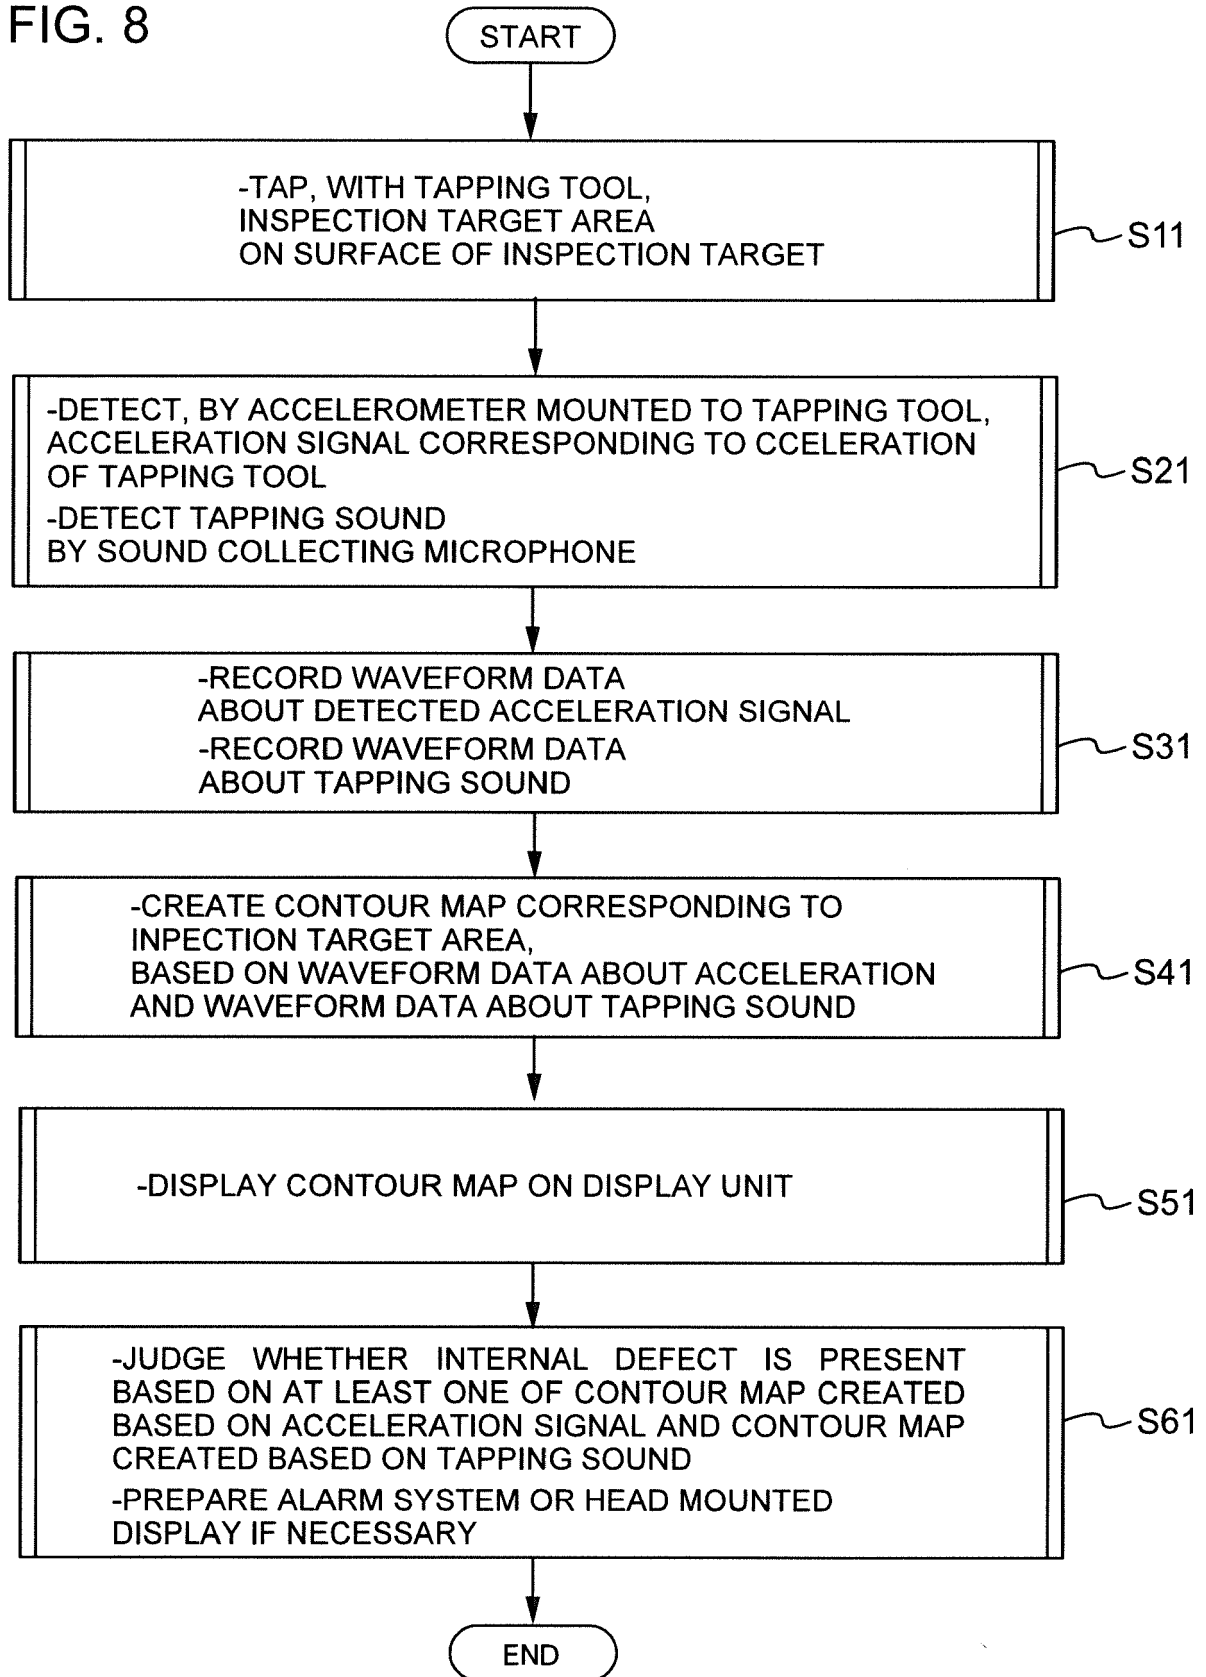 FIG. 8
START
-TAP, WITH TAPPING TOOL,
INSPECTION TARGET AREA
ON SURFACE OF INSPECTION TARGET
S11
-DETECT, BY ACCELEROMETER MOUNTED TO TAPPING TOOL,
ACCELERATION SIGNAL CORRESPONDING TO CCELERATION
OF TAPPING TOOL
-DETECT TAPPING SOUND
BY SOUND COLLECTING MICROPHONE
S21
-RECORD WAVEFORM DATA
ABOUT DETECTED ACCELERATION SIGNAL
-RECORD WAVEFORM DATA
ABOUT TAPPING SOUND
S31
-CREATE CONTOUR MAP CORRESPONDING TO
INPECTION TARGET AREA,
BASED ON WAVEFORM DATA ABOUT ACCELERATION
AND WAVEFORM DATA ABOUT TAPPING SOUND
S41
-DISPLAY CONTOUR MAP ON DISPLAY UNIT
S51
-JUDGE WHETHER INTERNAL DEFECT IS PRESENT
BASED ON AT LEAST ONE OF CONTOUR MAP CREATED
BASED ON ACCELERATION SIGNAL AND CONTOUR MAP
CREATED BASED ON TAPPING SOUND
-PREPARE ALARM SYSTEM OR HEAD MOUNTED
DISPLAY IF NECESSARY
S61
END